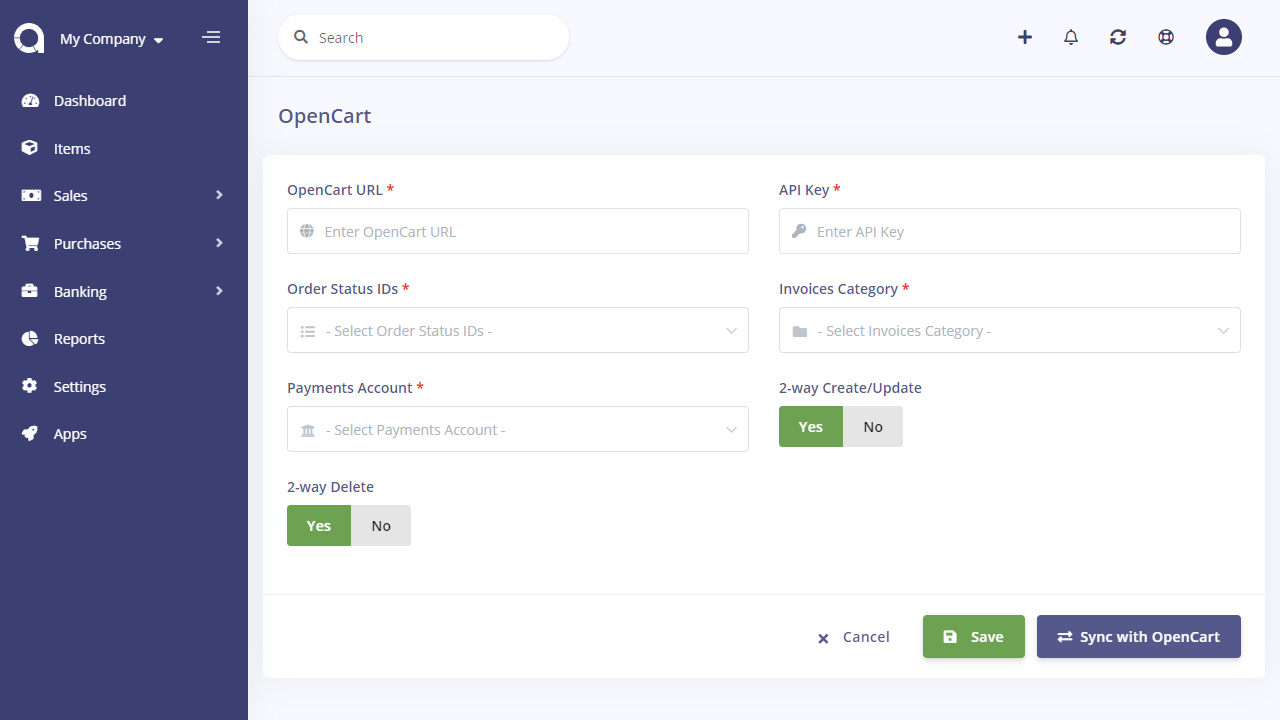 My Company
Search
Dashboard
Items
Sales
Purchases
Banking
Reports
Settings
Apps
OpenCart
OpenCart URL *
API Key *
Enter OpenCart URL
Enter API Key
Order Status IDs *
Invoices Category *
- Select Order Status IDs -
- Select Invoices Category -
Payments Account *
2-way Create/Update
- Select Payments Account -
Yes No
2-way Delete
Yes No
Cancel
Save
Sync with OpenCart